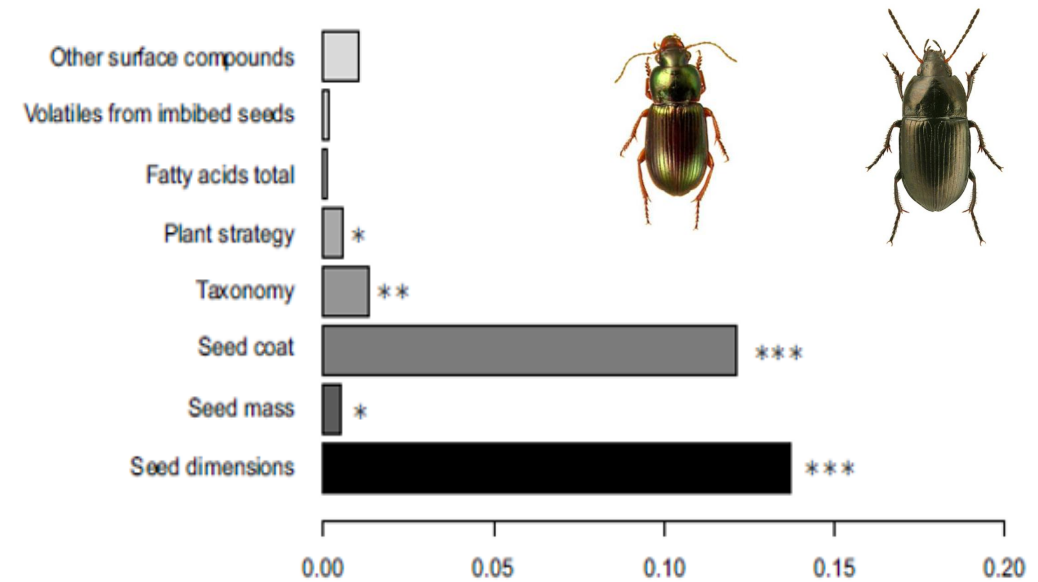 Other surface compounds
Volatiles from imbibed seeds
Fatty acids total
Plant strategy *
Taxonomy **
Seed coat ***
Seed mass *
Seed dimensions ***
0.00 0.05 0.10 0.15 0.20